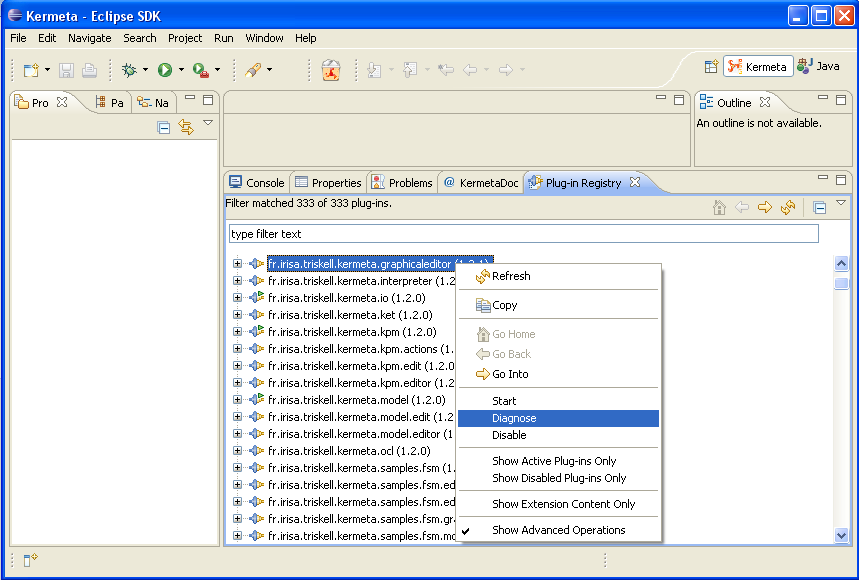 Kermeta - Eclipse SDK
File Edit Navigate Search Project Run Window Help
Kermeta Java
Pro Pa Na
Outline
An outline is not available.
Console Properties Problems @ KermetaDoc Plug-in Registry
Filter matched 333 of 333 plug-ins.
type filter text
fr.irisa.triskell.kermeta.graphicaleditor
fr.irisa.triskell.kermeta.interpreter (1.2.
fr.irisa.triskell.kermeta.io (1.2.0)
fr.irisa.triskell.kermeta.ket (1.2.0)
fr.irisa.triskell.kermeta.kpm (1.2.0)
fr.irisa.triskell.kermeta.kpm.actions (1.
fr.irisa.triskell.kermeta.kpm.edit (1.2.0
fr.irisa.triskell.kermeta.kpm.editor (1.2
fr.irisa.triskell.kermeta.model (1.2.0)
fr.irisa.triskell.kermeta.model.edit (1.2
fr.irisa.triskell.kermeta.model.editor (1
fr.irisa.triskell.kermeta.ocl (1.2.0)
fr.irisa.triskell.kermeta.samples.fsm (1.
fr.irisa.triskell.kermeta.samples.fsm.ed
fr.irisa.triskell.kermeta.samples.fsm.ed
fr.irisa.triskell.kermeta.samples.fsm.gr
fr.irisa.triskell.kermeta.samples.fsm.mo
Refresh
Copy
Go Home
Go Back
Go Into
Start
Diagnose
Disable
Show Active Plug-ins Only
Show Disabled Plug-ins Only
Show Extension Content Only
Show Advanced Operations